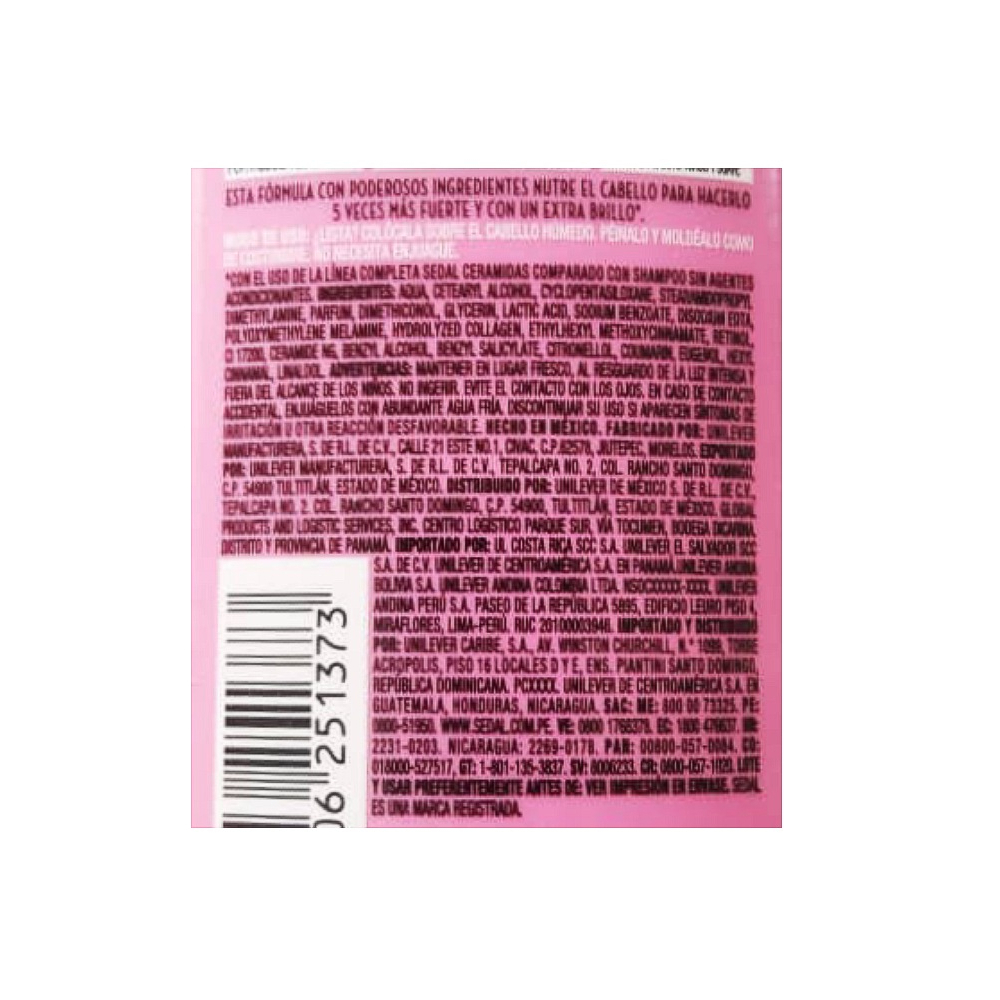 ESTA FÓRMULA CON PODEROSOS INGREDIENTES NUTRE EL CABELLO PARA HACERLO
5 VECES MÁS FUERTE Y CON UN EXTRA BRILLO*.
MODO DE USO: ¿LISTA? COLÓCALA SOBRE EL CABELLO HÚMEDO. PÉINALO Y MOLDÉALO COMO
DE COSTUMBRE. NO NECESITA ENJUAGUE.
*CON EL USO DE LA LÍNEA COMPLETA SEDAL CERAMIDAS COMPARADO CON SHAMPOO SIN AGENTES
ACONDICIONANTES. INGREDIENTES: AQUA, CETEARYL ALCOHOL, CYCLOPENTASILOXANE, STEARAMIDOPROPYL
DIMETHYLAMINE, PARFUM, DIMETHICONOL, GLYCERIN, LACTIC ACID, SODIUM BENZOATE, DISODIUM EDTA,
POLYOXYMETHYLENE MELAMINE, HYDROLYZED COLLAGEN, ETHYLHEXYL METHOXYCINNAMATE, RETINOL,
CI 17200, CERAMIDE NG, BENZYL ALCOHOL, BENZYL SALICYLATE, CITRONELLOL, COUMARIN, EUGENOL, HEXYL
CINNAMAL, LINALOOL. ADVERTENCIAS: MANTENER EN LUGAR FRESCO, AL RESGUARDO DE LA LUZ INTENSA Y
FUERA DEL ALCANCE DE LOS NIÑOS. NO INGERIR. EVITE EL CONTACTO CON LOS OJOS. EN CASO DE CONTACTO
ACCIDENTAL, ENJUÁGUELOS CON ABUNDANTE AGUA FRÍA. DISCONTINUAR SU USO SI APARECEN SÍNTOMAS DE
IRRITACIÓN U OTRA REACCIÓN DESFAVORABLE. HECHO EN MÉXICO. FABRICADO POR: UNILEVER
MANUFACTURERA, S. DE R.L. DE C.V., CALLE 21 ESTE NO.1, CIVAC, C.P.62578, JIUTEPEC, MORELOS. EXPORTADO
POR: UNILEVER MANUFACTURERA, S. DE R.L. DE C.V., TEPALCAPA NO. 2, COL. RANCHO SANTO DOMINGO,
C.P. 54900 TULTITLÁN, ESTADO DE MÉXICO. DISTRIBUIDO POR: UNILEVER DE MÉXICO S. DE R.L. DE C.V.,
TEPALCAPA NO. 2. COL. RANCHO SANTO DOMINGO, C.P. 54900, TULTITLÁN, ESTADO DE MÉXICO. GLOBAL
PRODUCTS AND LOGISTIC SERVICES, INC. CENTRO LOGÍSTICO PARQUE SUR, VÍA TOCUMEN, BODEGA DICARINA,
DISTRITO Y PROVINCIA DE PANAMÁ. IMPORTADO POR: UL COSTA RICA SCC S.A. UNILEVER EL SALVADOR SCC
S.A. DE C.V. UNILEVER DE CENTROAMÉRICA S.A. EN PANAMÁ.UNILEVER ANDINA
BOLIVIA S.A. UNILEVER ANDINA COLOMBIA LTDA. NSOCXXXXX-XXXX. UNILEVER
ANDINA PERÚ S.A. PASEO DE LA REPÚBLICA 5895, EDIFICIO LEURO PISO 4,
MIRAFLORES, LIMA-PERÚ. RUC 20100003946. IMPORTADO Y DISTRIBUIDO
POR: UNILEVER CARIBE, S.A., AV. WINSTON CHURCHILL, N.° 1099, TORRE
ACRÓPOLIS, PISO 16 LOCALES D Y E, ENS. PIANTINI SANTO DOMINGO,
REPÚBLICA DOMINICANA. PCXXXX. UNILEVER DE CENTROAMÉRICA S.A. EN
GUATEMALA, HONDURAS, NICARAGUA. SAC: ME: 800 00 73325. PE:
0800-51950. WWW.SEDAL.COM.PE. VE: 0800 1766378. EC: 1800
2231-0203. NICARAGUA: 2269-0178. PAN: 00800-057-0084. CO:
018000-527517, GT: 1-801-135-3837. SV: 8006233. CR: 0800-057-1020. LOTE
Y USAR PREFERENTEMENTE ANTES DE: VER IMPRESIÓN EN ENVASE. SEDAL
ES UNA MARCA REGISTRADA.
06 251373